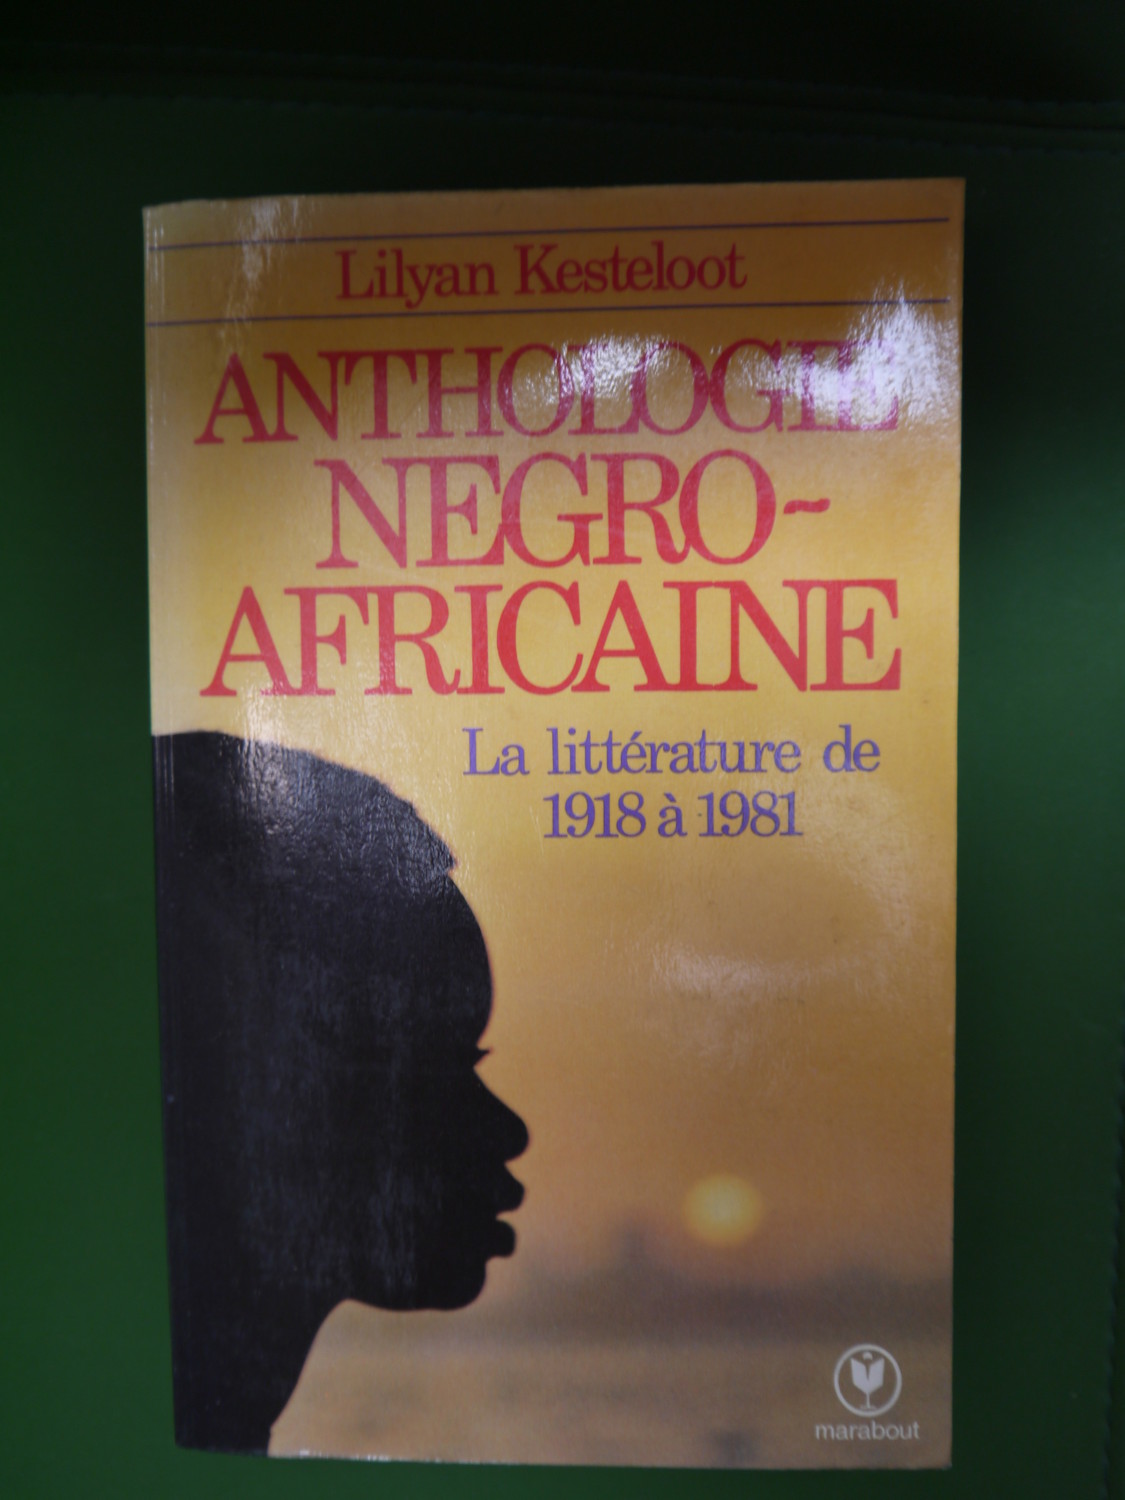 Lilyan Kesteloot
ANTHOLOGIE
NEGRO-
AFRICAINE
La littérature de
1918 à 1981
marabout